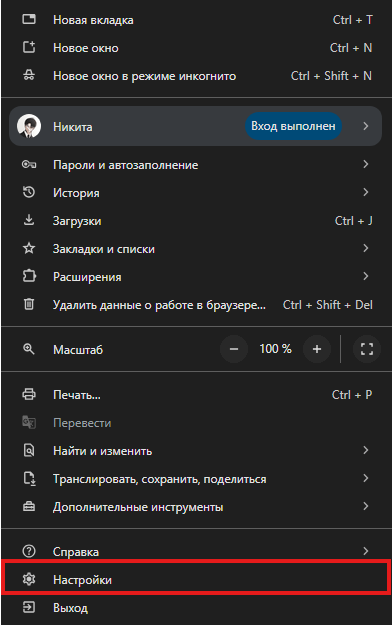 Новая вкладка Ctrl + T
Новое окно Ctrl + N
Новое окно в режиме инкогнито Ctrl + Shift + N
Никита Вход выполнен
Пароли и автозаполнение
История
Загрузки Ctrl + J
Закладки и списки
Расширения
Удалить данные о работе в браузере... Ctrl + Shift + Del
Масштаб − 100 % +
Печать... Ctrl + P
Перевести
Найти и изменить
Транслировать, сохранить, поделиться
Дополнительные инструменты
Справка
Настройки
Выход